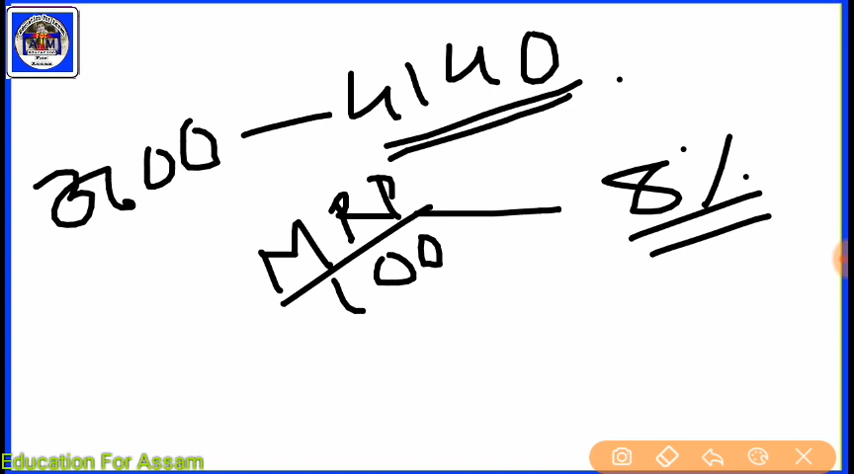 3600 — 4140
MRP
100 — 8%
Education For Assam